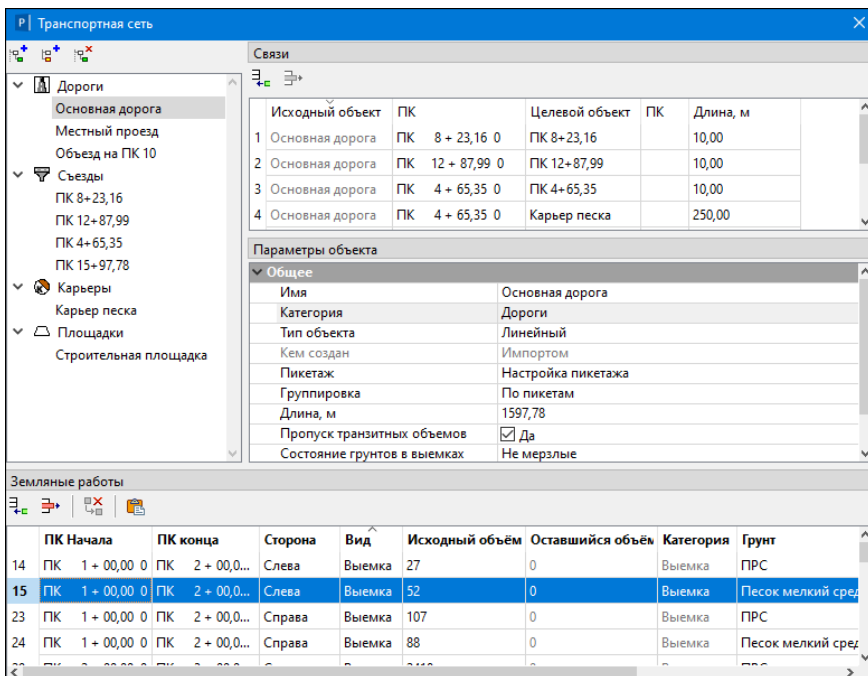 P Транспортная сеть
Связи
Дороги
Основная дорога
Местный проезд
Объезд на ПК 10
Съезды
ПК 8+23,16
ПК 12+87,99
ПК 4+65,35
ПК 15+97,78
Карьеры
Карьер песка
Площадки
Строительная площадка
Исходный объект ПК Целевой объект ПК Длина, м
1 Основная дорога ПК 8 + 23,16 0 ПК 8+23,16 10,00
2 Основная дорога ПК 12 + 87,99 0 ПК 12+87,99 10,00
3 Основная дорога ПК 4 + 65,35 0 ПК 4+65,35 10,00
4 Основная дорога ПК 4 + 65,35 0 Карьер песка 250,00
Параметры объекта
Общее
Имя Основная дорога
Категория Дороги
Тип объекта Линейный
Кем создан Импортом
Пикетаж Настройка пикетажа
Группировка По пикетам
Длина, м 1597,78
Пропуск транзитных объемов Да
Состояние грунтов в выемках Не мерзлые
Земляные работы
ПК Начала ПК конца Сторона Вид Исходный объём Оставшийся объём Категория Грунт
14 ПК 1 + 00,00 0 ПК 2 + 00,0... Слева Выемка 27 0 Выемка ПРС
15 ПК 1 + 00,00 0 ПК 2 + 00,0... Слева Выемка 52 0 Выемка Песок мелкий сред
23 ПК 1 + 00,00 0 ПК 2 + 00,0... Справа Выемка 107 0 Выемка ПРС
24 ПК 1 + 00,00 0 ПК 2 + 00,0... Справа Выемка 88 0 Выемка Песок мелкий сред